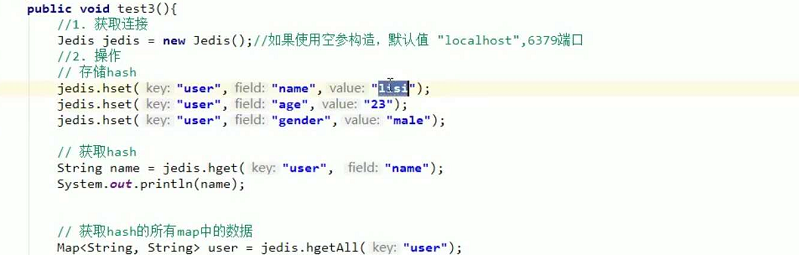 public void test3(){
//1. 获取连接
Jedis jedis = new Jedis();//如果使用空参构造，默认值 "localhost",6379端口
//2. 操作
// 存储hash
jedis.hset( key: "user", field: "name", value: "lisi");
jedis.hset( key: "user", field: "age", value: "23");
jedis.hset( key: "user", field: "gender", value: "male");
// 获取hash
String name = jedis.hget( key: "user", field: "name");
System.out.println(name);
// 获取hash的所有map中的数据
Map<String, String> user = jedis.hgetAll( key: "user");